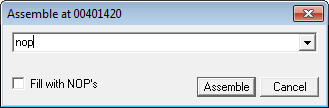 Assemble at 00401420
nop
Fill with NOP's
Assemble
Cancel